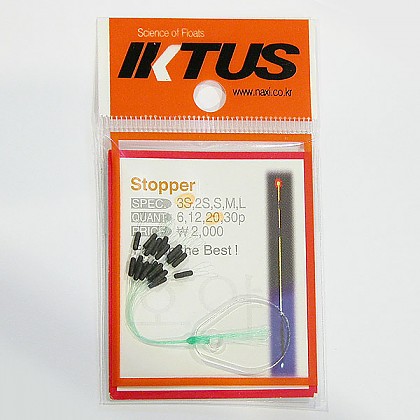 Science of Floats
IKTUS
www.naxi.co.kr
Stopper
SPEC. 3S,2S,S,M,L
QUANT. 6,12,20,30p
PRICE ₩2,000
the Best !